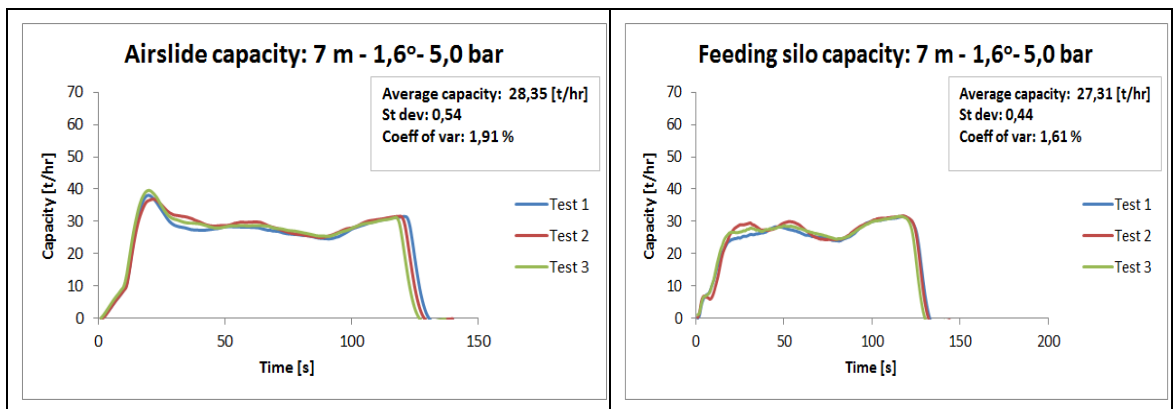 Airslide capacity: 7 m - 1,6º- 5,0 bar
Average capacity: 28,35 [t/hr]
St dev: 0,54
Coeff of var: 1,91 %
Capacity [t/hr]
70
60
50
40
30
20
10
0
Test 1
Test 2
Test 3
0
50
100
150
Time [s]
Feeding silo capacity: 7 m - 1,6º- 5,0 bar
Average capacity: 27,31 [t/hr]
St dev: 0,44
Coeff of var: 1,61 %
Capacity [t/hr]
70
60
50
40
30
20
10
0
Test 1
Test 2
Test 3
0
50
100
150
200
Time [s]